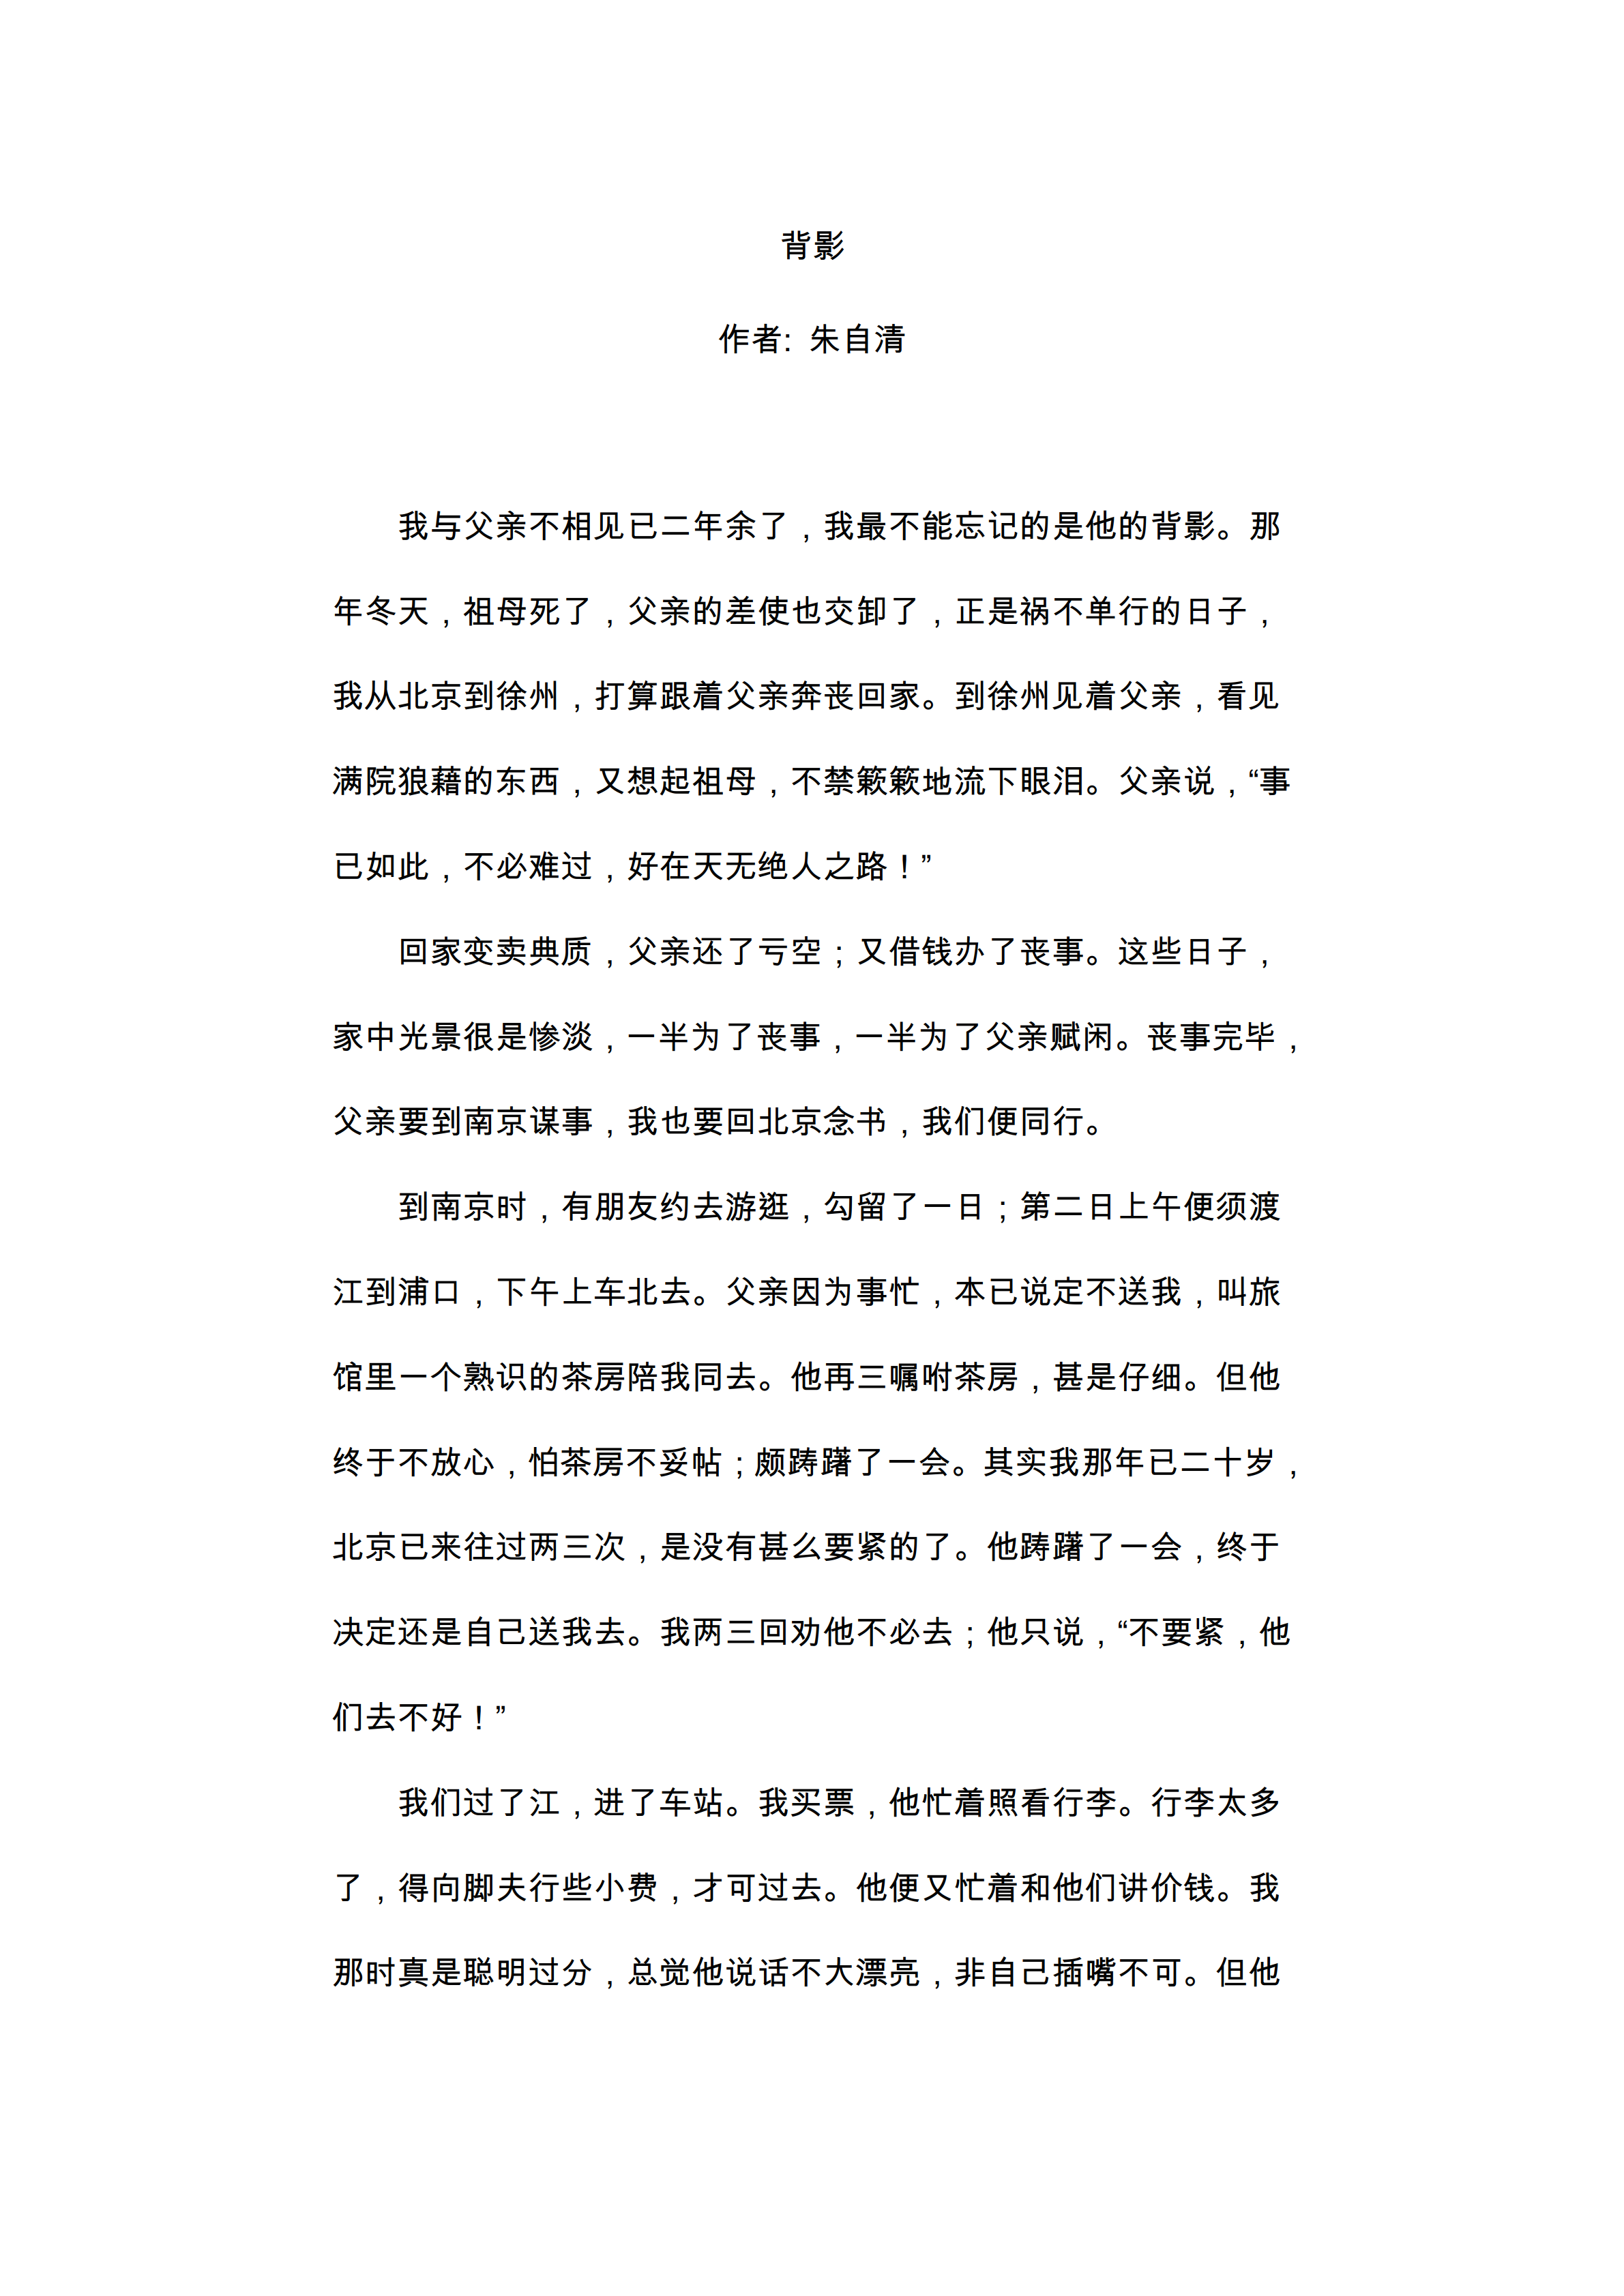 背影
作者: 朱自清
我与父亲不相见已二年余了，我最不能忘记的是他的背影。那
年冬天，祖母死了，父亲的差使也交卸了，正是祸不单行的日子，
我从北京到徐州，打算跟着父亲奔丧回家。到徐州见着父亲，看见
满院狼藉的东西，又想起祖母，不禁簌簌地流下眼泪。父亲说，“事
已如此，不必难过，好在天无绝人之路！”
回家变卖典质，父亲还了亏空；又借钱办了丧事。这些日子，
家中光景很是惨淡，一半为了丧事，一半为了父亲赋闲。丧事完毕，
父亲要到南京谋事，我也要回北京念书，我们便同行。
到南京时，有朋友约去游逛，勾留了一日；第二日上午便须渡
江到浦口，下午上车北去。父亲因为事忙，本已说定不送我，叫旅
馆里一个熟识的茶房陪我同去。他再三嘱咐茶房，甚是仔细。但他
终于不放心，怕茶房不妥帖；颇踌躇了一会。其实我那年已二十岁，
北京已来往过两三次，是没有甚么要紧的了。他踌躇了一会，终于
决定还是自己送我去。我两三回劝他不必去；他只说，“不要紧，他
们去不好！”
我们过了江，进了车站。我买票，他忙着照看行李。行李太多
了，得向脚夫行些小费，才可过去。他便又忙着和他们讲价钱。我
那时真是聪明过分，总觉他说话不大漂亮，非自己插嘴不可。但他